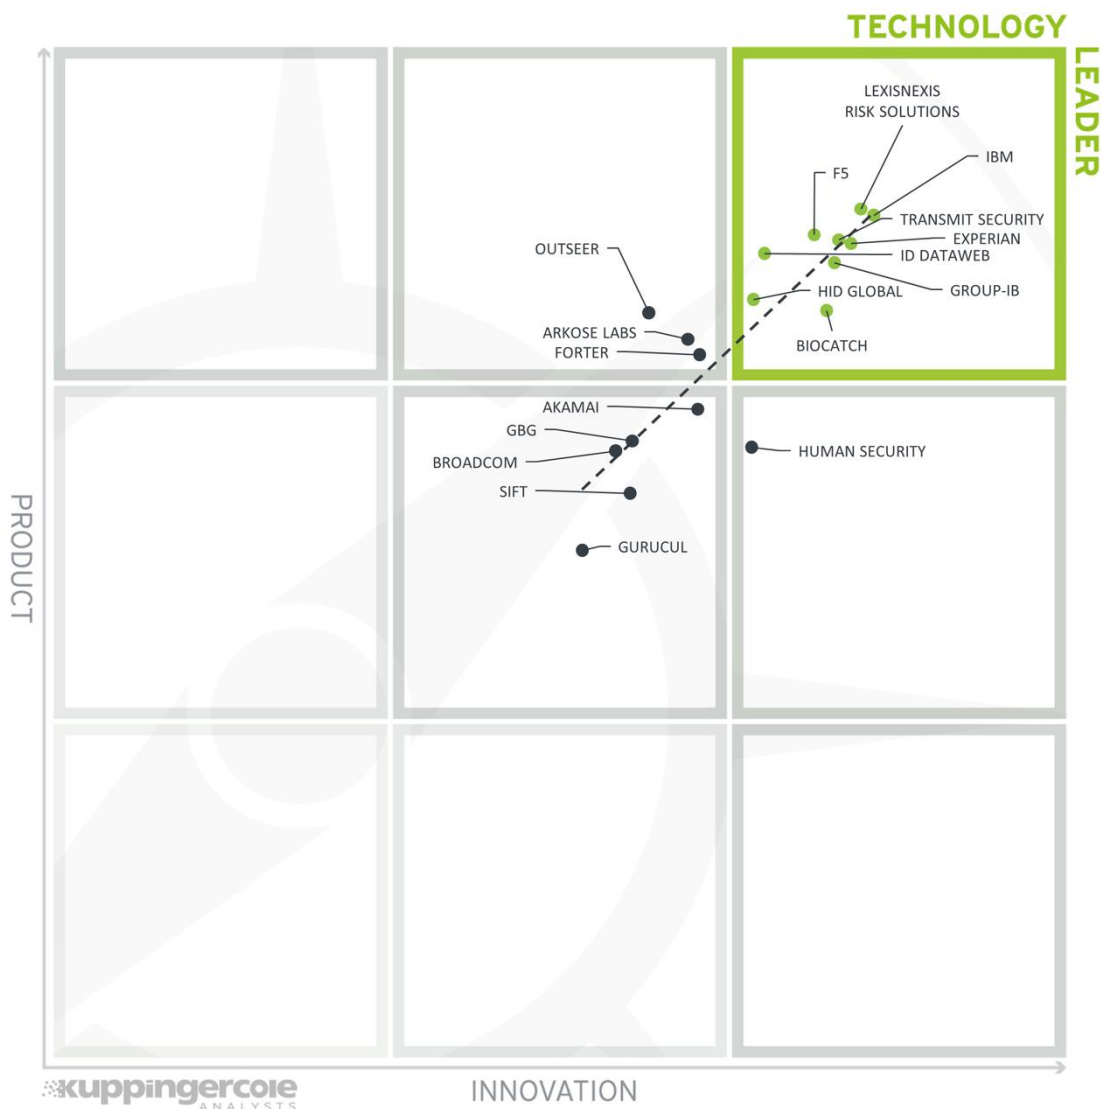 TECHNOLOGY
LEADER
LEXISNEXIS
RISK SOLUTIONS
IBM
F5
TRANSMIT SECURITY
EXPERIAN
ID DATAWEB
OUTSEER
HID GLOBAL
GROUP-IB
ARKOSE LABS
BIOCATCH
FORTER
AKAMAI
GBG
HUMAN SECURITY
BROADCOM
SIFT
GURUCUL
PRODUCT
INNOVATION
kuppingercole
ANALYSTS